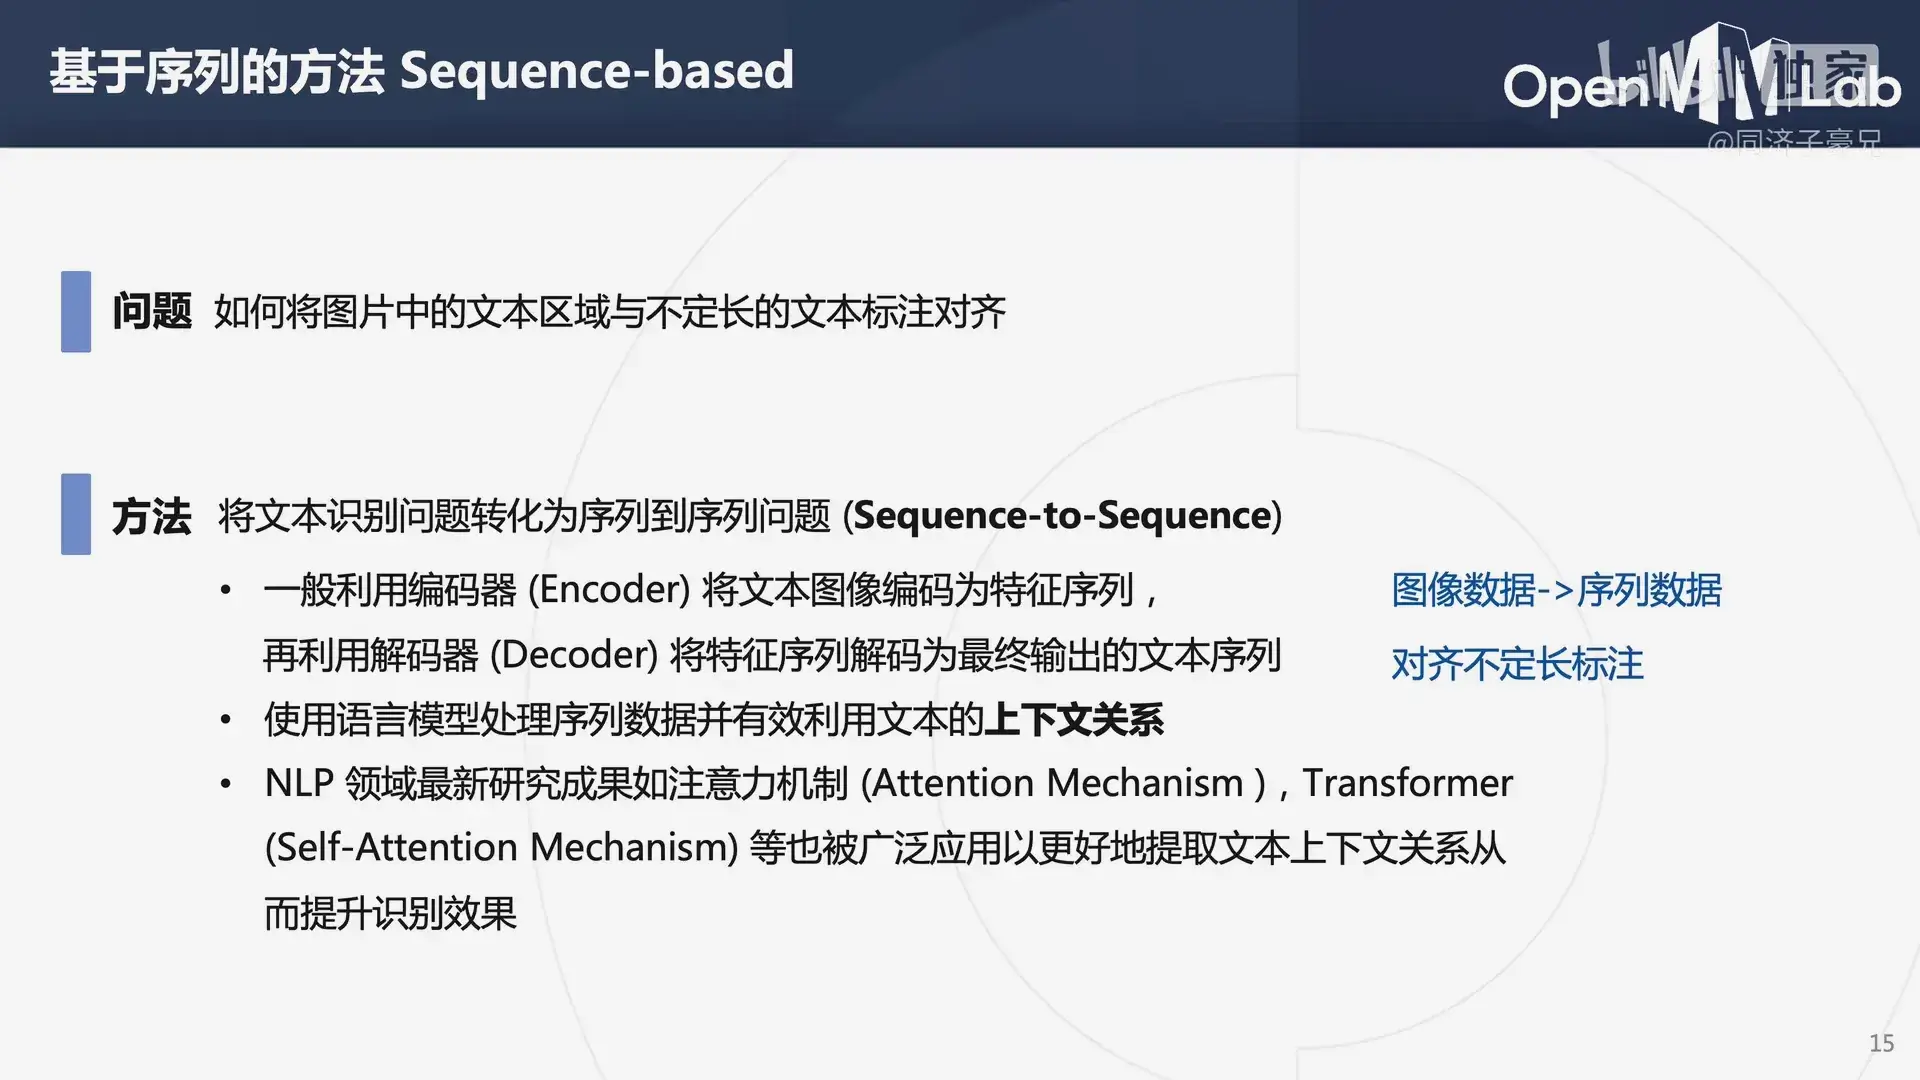 基于序列的方法 Sequence-based
OpenMMLab
bilibili 独家
@同济子豪兄
问题 如何将图片中的文本区域与不定长的文本标注对齐
方法 将文本识别问题转化为序列到序列问题 (Sequence-to-Sequence)
• 一般利用编码器 (Encoder) 将文本图像编码为特征序列，
图像数据->序列数据
再利用解码器 (Decoder) 将特征序列解码为最终输出的文本序列
对齐不定长标注
• 使用语言模型处理序列数据并有效利用文本的上下文关系
• NLP 领域最新研究成果如注意力机制 (Attention Mechanism )，Transformer
(Self-Attention Mechanism) 等也被广泛应用以更好地提取文本上下文关系从
而提升识别效果
15